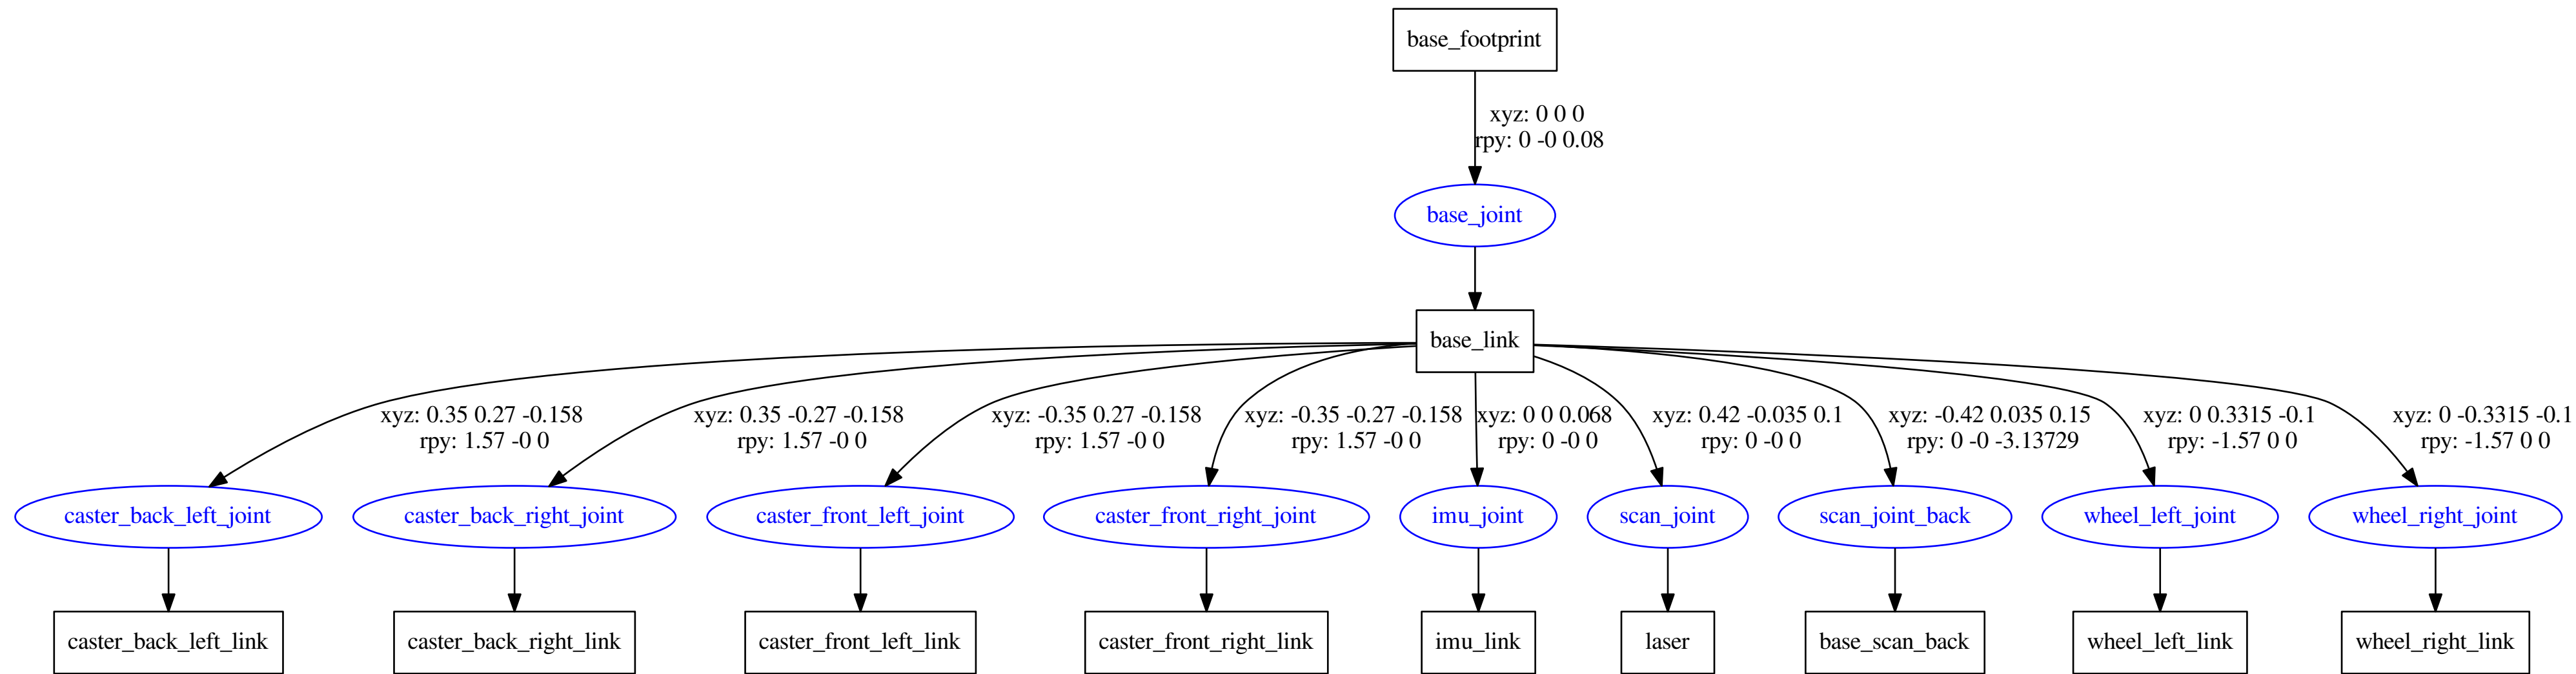 base_footprint
xyz: 0 0 0
rpy: 0 -0 0.08
base_joint
base_link
xyz: 0.35 0.27 -0.158
rpy: 1.57 -0 0
xyz: 0.35 -0.27 -0.158
rpy: 1.57 -0 0
xyz: -0.35 0.27 -0.158
rpy: 1.57 -0 0
xyz: -0.35 -0.27 -0.158
rpy: 1.57 -0 0
xyz: 0 0 0.068
rpy: 0 -0 0
xyz: 0.42 -0.035 0.1
rpy: 0 -0 0
xyz: -0.42 0.035 0.15
rpy: 0 -0 -3.13729
xyz: 0 0.3315 -0.1
rpy: -1.57 0 0
xyz: 0 -0.3315 -0.1
rpy: -1.57 0 0
caster_back_left_joint
caster_back_right_joint
caster_front_left_joint
caster_front_right_joint
imu_joint
scan_joint
scan_joint_back
wheel_left_joint
wheel_right_joint
caster_back_left_link
caster_back_right_link
caster_front_left_link
caster_front_right_link
imu_link
laser
base_scan_back
wheel_left_link
wheel_right_link